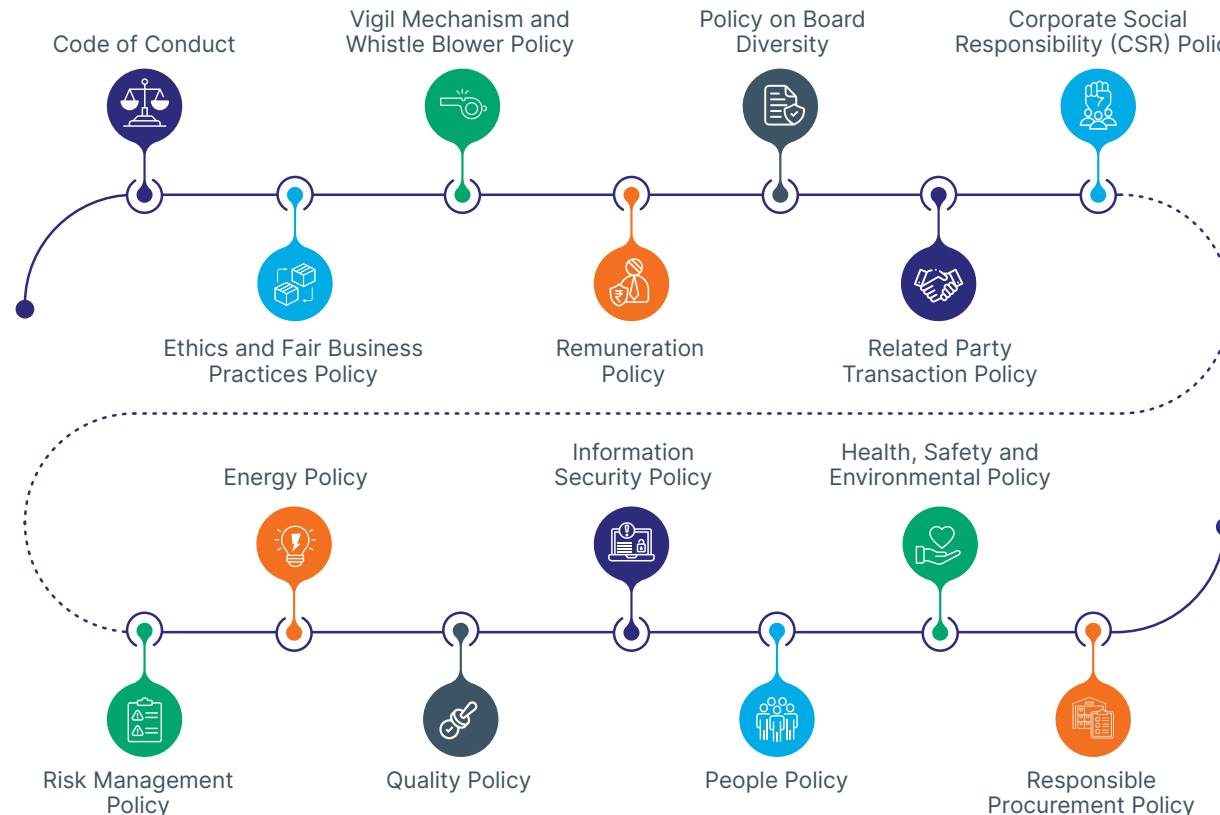 Code of Conduct
Vigil Mechanism and
Whistle Blower Policy
Policy on Board
Diversity
Corporate Social
Responsibility (CSR) Polic
Ethics and Fair Business
Practices Policy
₹
Remuneration
Policy
Related Party
Transaction Policy
Energy Policy
Information
Security Policy
Health, Safety and
Environmental Policy
Risk Management
Policy
Quality Policy
People Policy
Responsible
Procurement Policy